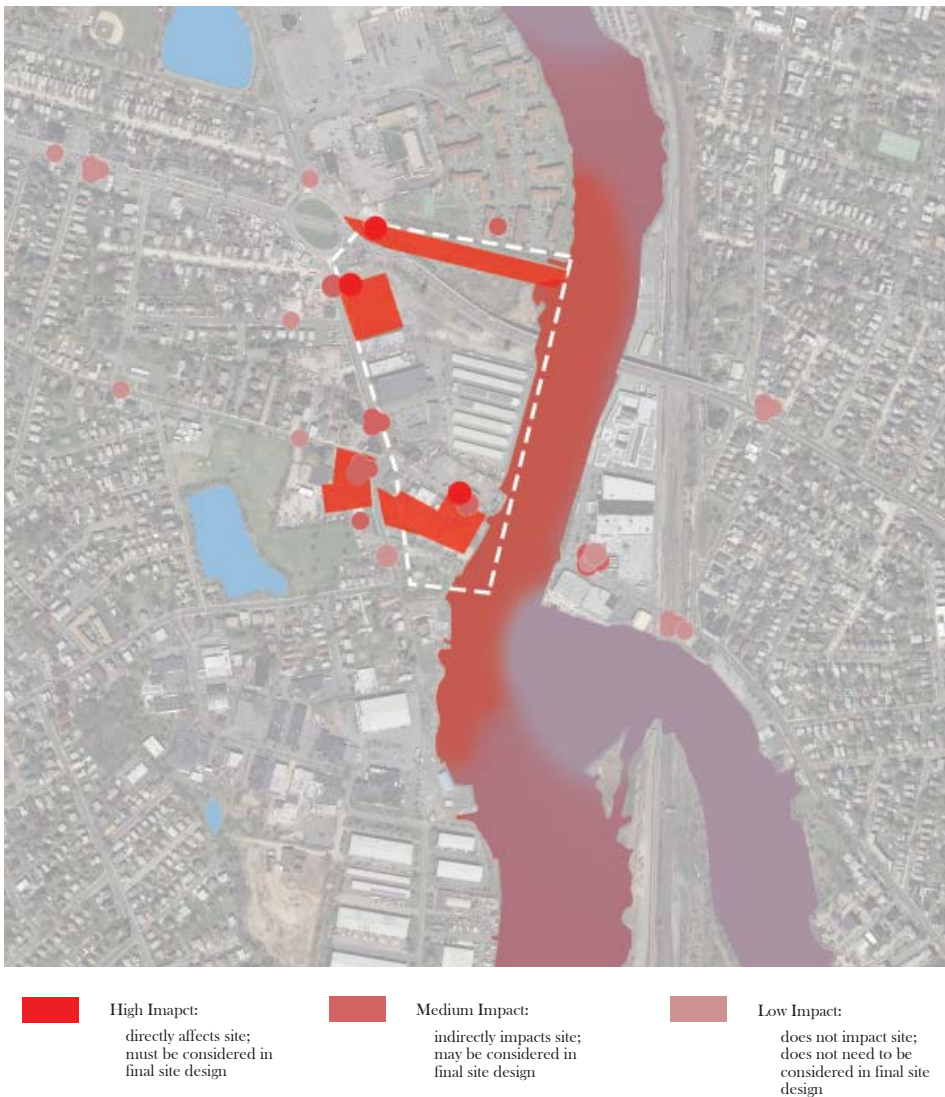 High Imapct:
directly affects site;
must be considered in
final site design
Medium Impact:
indirectly impacts site;
may be considered in
final site design
Low Impact:
does not impact site;
does not need to be
considered in final site
design